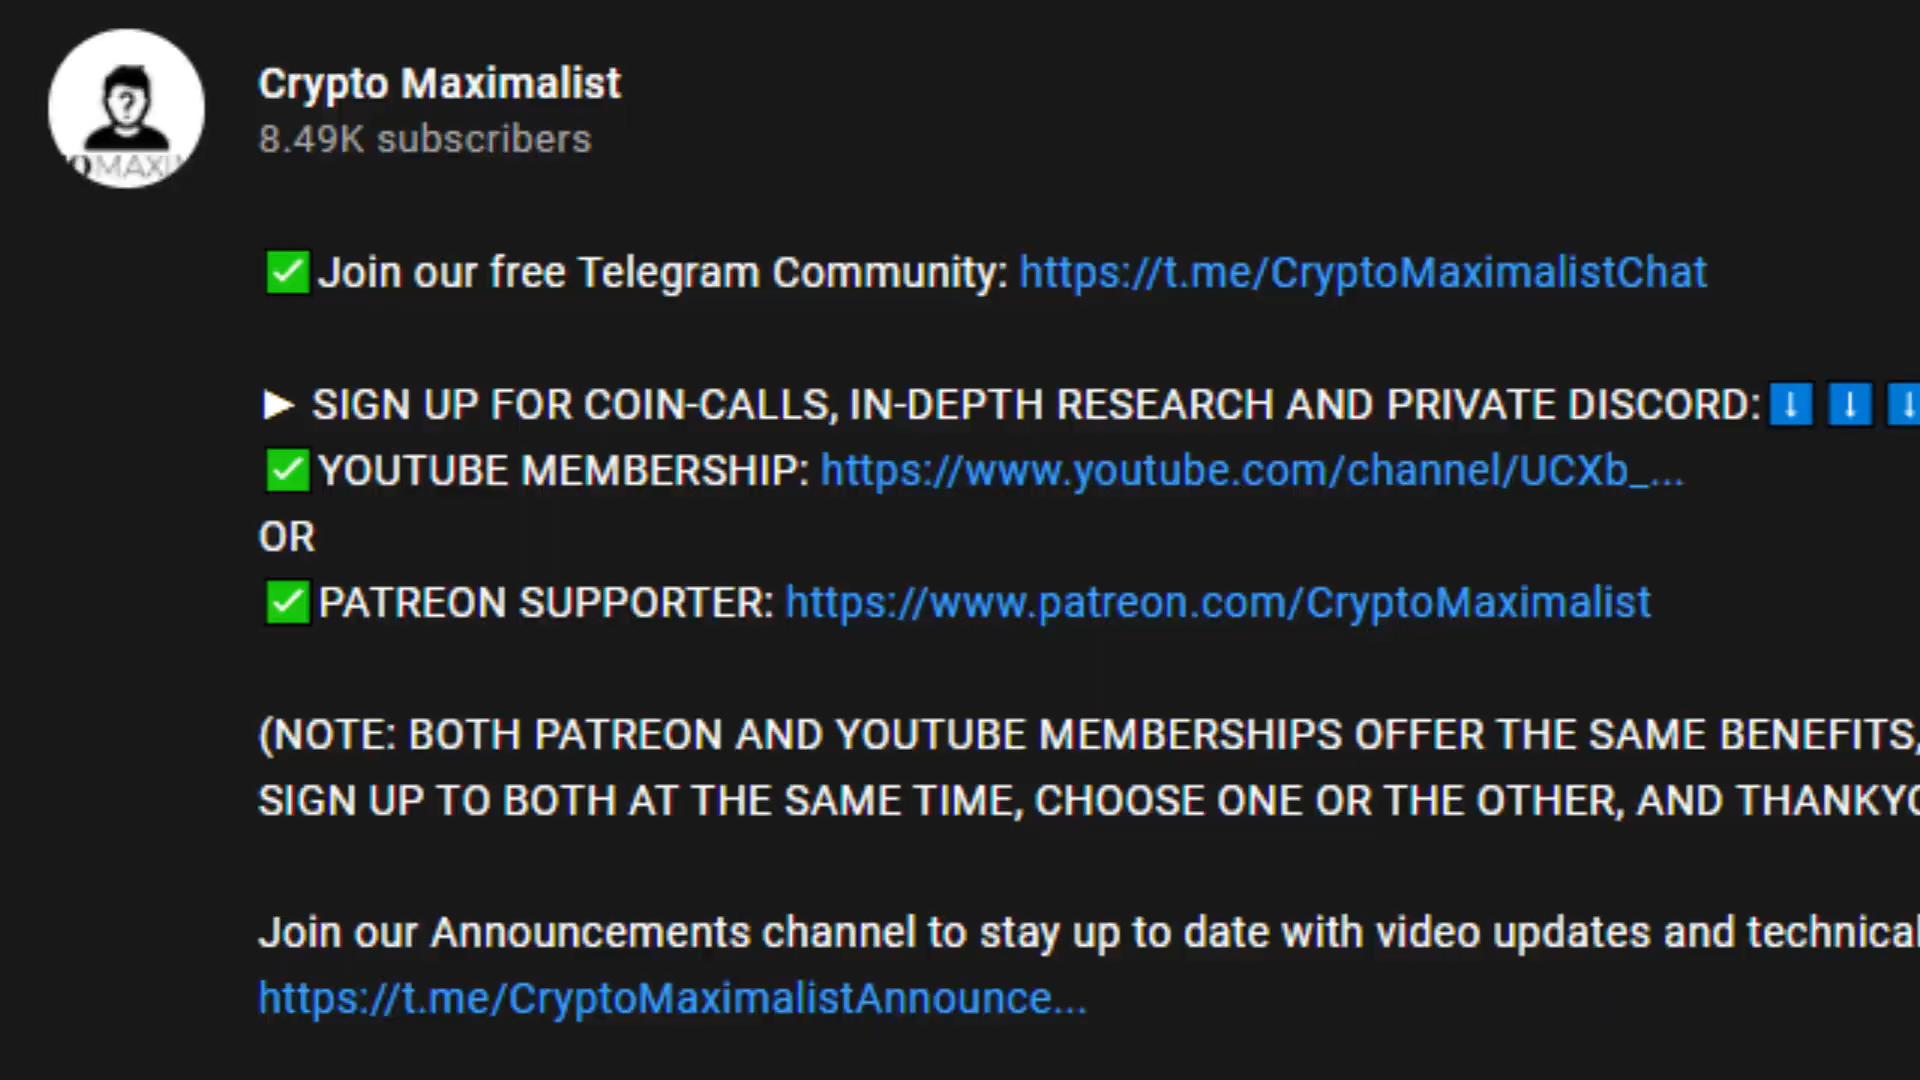 Crypto Maximalist
8.49K subscribers
✅Join our free Telegram Community: https://t.me/CryptoMaximalistChat
► SIGN UP FOR COIN-CALLS, IN-DEPTH RESEARCH AND PRIVATE DISCORD:⬇️ ⬇️ ⬇️
✅YOUTUBE MEMBERSHIP: https://www.youtube.com/channel/UCXb_...
OR
✅PATREON SUPPORTER: https://www.patreon.com/CryptoMaximalist
(NOTE: BOTH PATREON AND YOUTUBE MEMBERSHIPS OFFER THE SAME BENEFITS,
SIGN UP TO BOTH AT THE SAME TIME, CHOOSE ONE OR THE OTHER, AND
Join our Announcements channel to stay up to date with video updates and technical
https://t.me/CryptoMaximalistAnnounce...